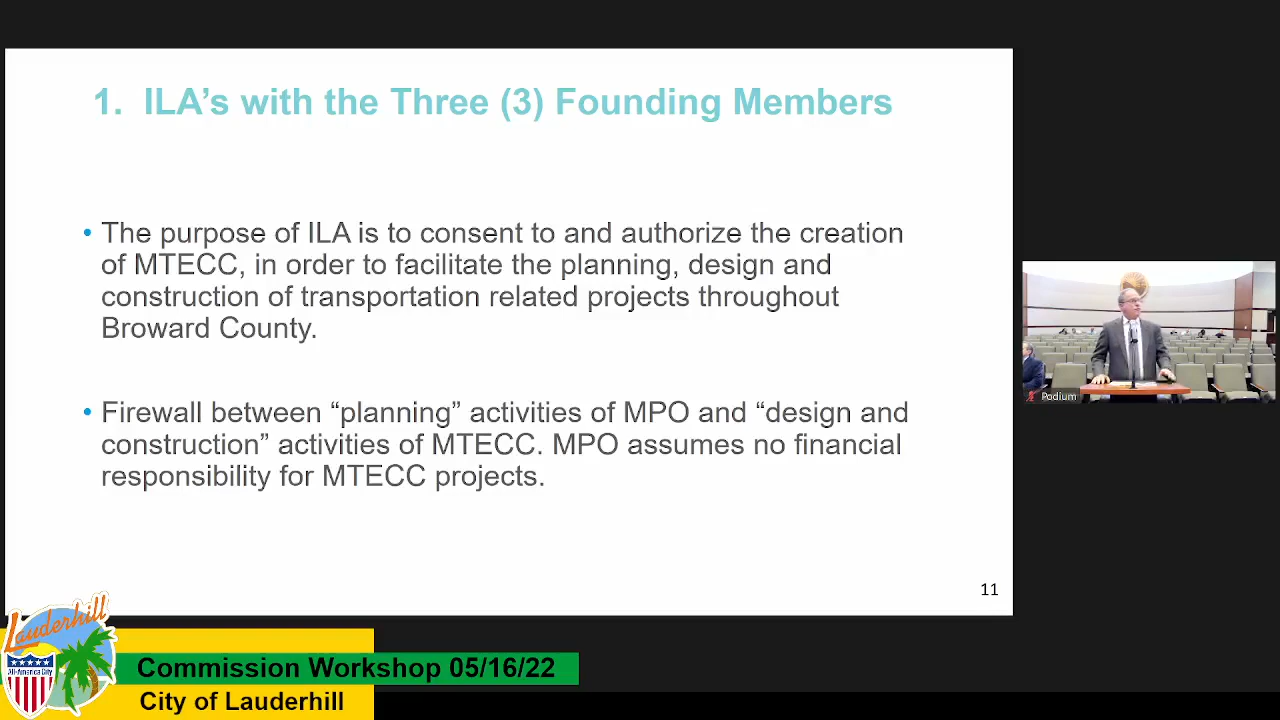 1. ILA’s with the Three (3) Founding Members
• The purpose of ILA is to consent to and authorize the creation
of MTECC, in order to facilitate the planning, design and
construction of transportation related projects throughout
Broward County.
• Firewall between “planning” activities of MPO and “design and
construction” activities of MTECC. MPO assumes no financial
responsibility for MTECC projects.
11
Podium
Lauderhill
All-America City
Commission Workshop 05/16/22
City of Lauderhill